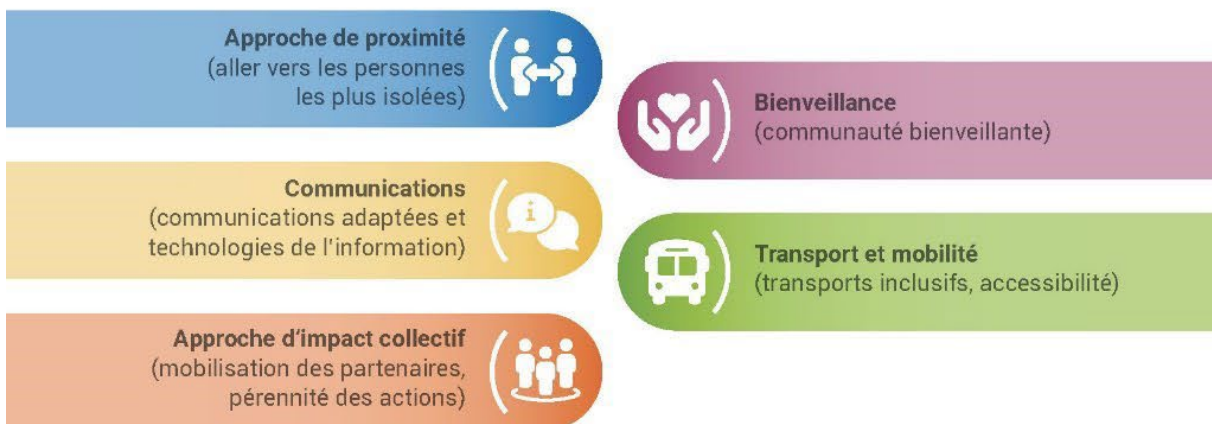 Approche de proximité
(aller vers les personnes
les plus isolées)
Bienveillance
(communauté bienveillante)
Communications
(communications adaptées et
technologies de l'information)
Transport et mobilité
(transports inclusifs, accessibilité)
Approche d'impact collectif
(mobilisation des partenaires,
pérennité des actions)